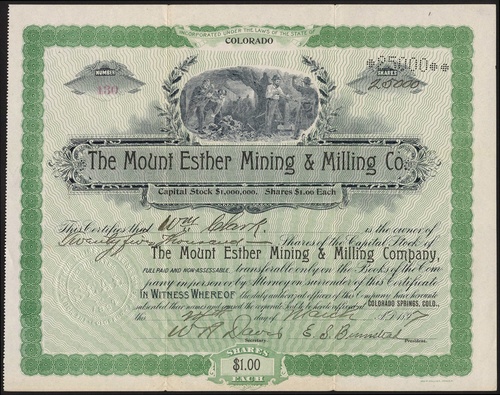 INCORPORATED UNDER THE LAWS OF THE STATE OF
COLORADO
NUMBER
130
*25000**
SHARES
25000
The Mount Esther Mining & Milling Co.
Capital Stock $1,000,000. Shares $1.00 Each
This Certifies that Wm Clark is the owner of
Twenty five Thousand Shares of the Capital Stock of
The Mount Esther Mining & Milling Company,
FULL PAID AND NON-ASSESSABLE transferable only on the Books of the Com-
pany in person or by Attorney on surrender of this Certificate
IN WITNESS WHEREOF the duly authorized officers of this Company have hereunto
subscribed their names and caused the corporate Seal to be hereto affixed at COLORADO SPRINGS, COLO.,
this day of A.D. 189
W. R. Davis
Secretary.
E. S.
President.
SHARES
$1.00
EACH